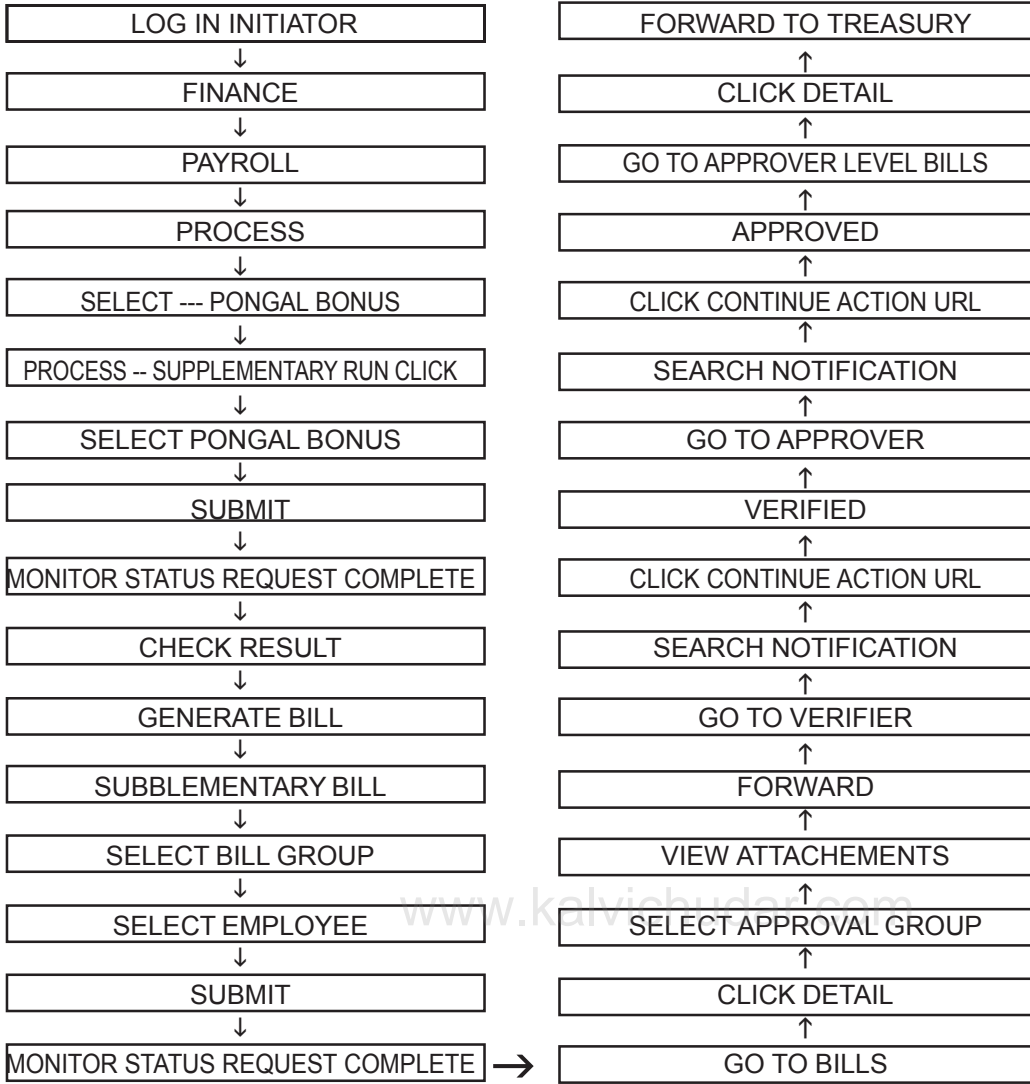 LOG IN INITIATOR
↓
FINANCE
↓
PAYROLL
↓
PROCESS
↓
SELECT --- PONGAL BONUS
↓
PROCESS -- SUPPLEMENTARY RUN CLICK
↓
SELECT PONGAL BONUS
↓
SUBMIT
↓
MONITOR STATUS REQUEST COMPLETE
↓
CHECK RESULT
↓
GENERATE BILL
↓
SUBBLEMENTARY BILL
↓
SELECT BILL GROUP
↓
SELECT EMPLOYEE
↓
SUBMIT
↓
MONITOR STATUS REQUEST COMPLETE
→
GO TO BILLS
↑
CLICK DETAIL
↑
SELECT APPROVAL GROUP
↑
VIEW ATTACHEMENTS
↑
FORWARD
↑
GO TO VERIFIER
↑
SEARCH NOTIFICATION
↑
CLICK CONTINUE ACTION URL
↑
VERIFIED
↑
GO TO APPROVER
↑
SEARCH NOTIFICATION
↑
CLICK CONTINUE ACTION URL
↑
APPROVED
↑
GO TO APPROVER LEVEL BILLS
↑
CLICK DETAIL
↑
FORWARD TO TREASURY
www.kalvichudar.com